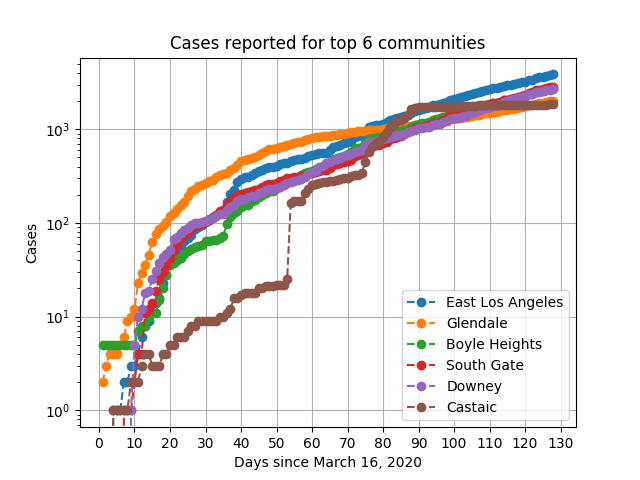 Cases reported for top 6 communities
Cases
10³
10²
10¹
10⁰
East Los Angeles
Glendale
Boyle Heights
South Gate
Downey
Castaic
0 10 20 30 40 50 60 70 80 90 100 110 120 130
Days since March 16, 2020